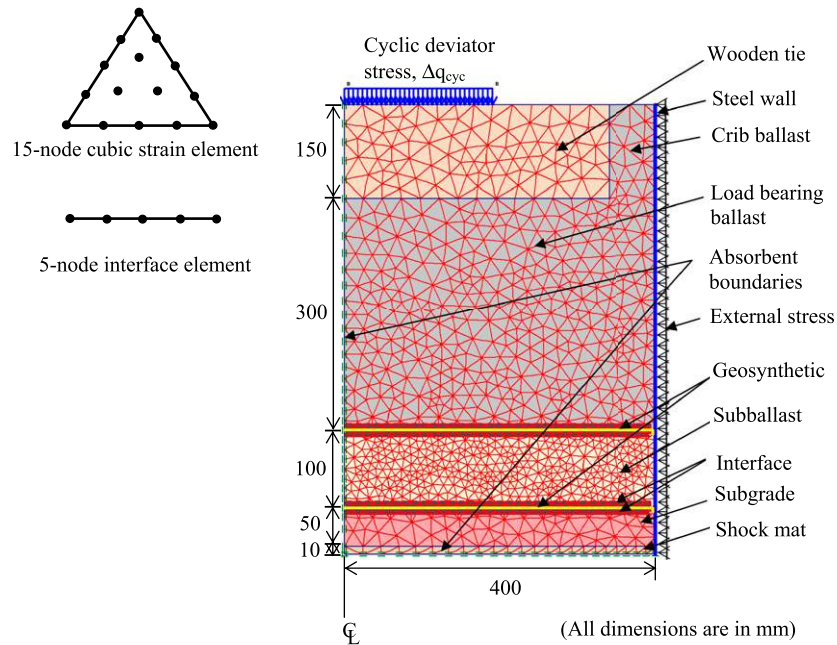 Cyclic deviator
stress, Δqcyc
Wooden tie
Steel wall
Crib ballast
150
15-node cubic strain element
Load bearing
ballast
5-node interface element
Absorbent
boundaries
300
External stress
Geosynthetic
Subballast
100
Interface
Subgrade
50
Shock mat
10
400
℄
(All dimensions are in mm)